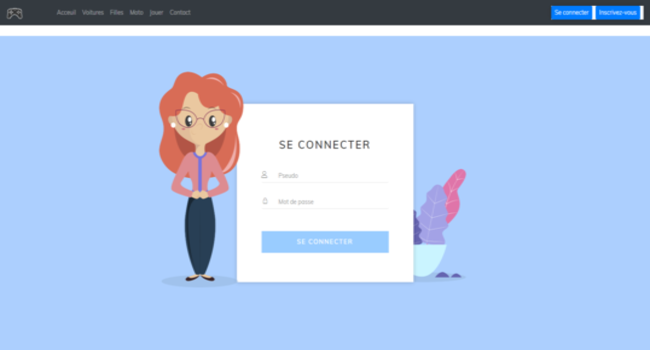 Acceuil Voitures Filles Moto Jouer Contact
Se connecter Inscrivez-vous
SE CONNECTER
Pseudo
Mot de passe
SE CONNECTER